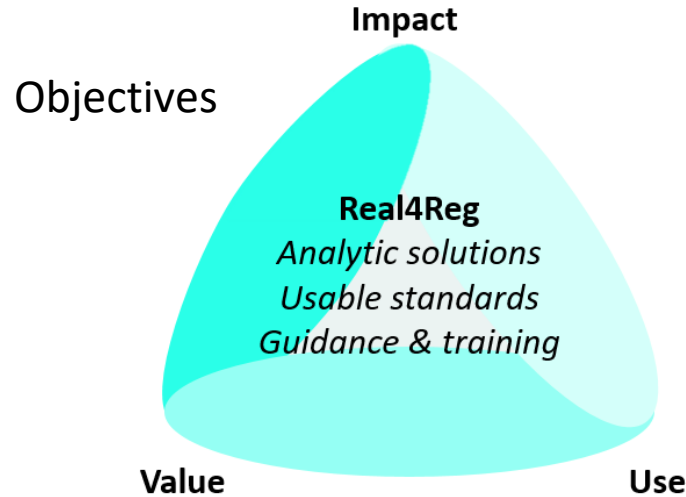 Impact
Objectives
Real4Reg
Analytic solutions
Usable standards
Guidance & training
Value
Use